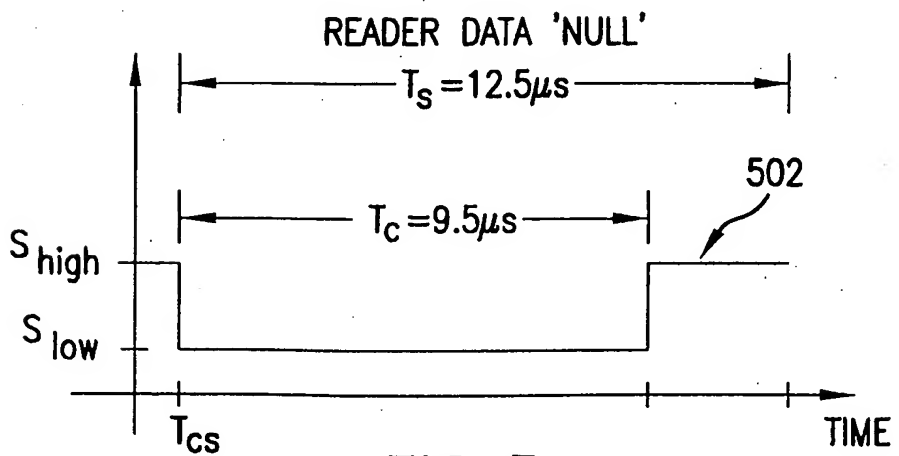 READER DATA 'NULL'
T_S=12.5μs
502
T_C=9.5μs
S_high
S_low
T_CS
TIME